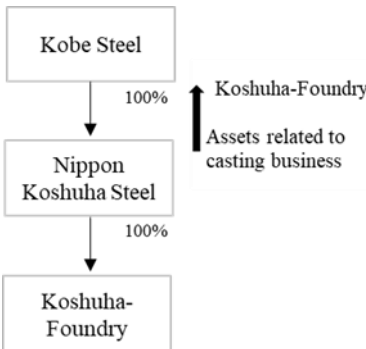 Kobe Steel
100%
Koshuha-Foundry
Assets related to
casting business
Nippon
Koshuha Steel
100%
Koshuha-
Foundry